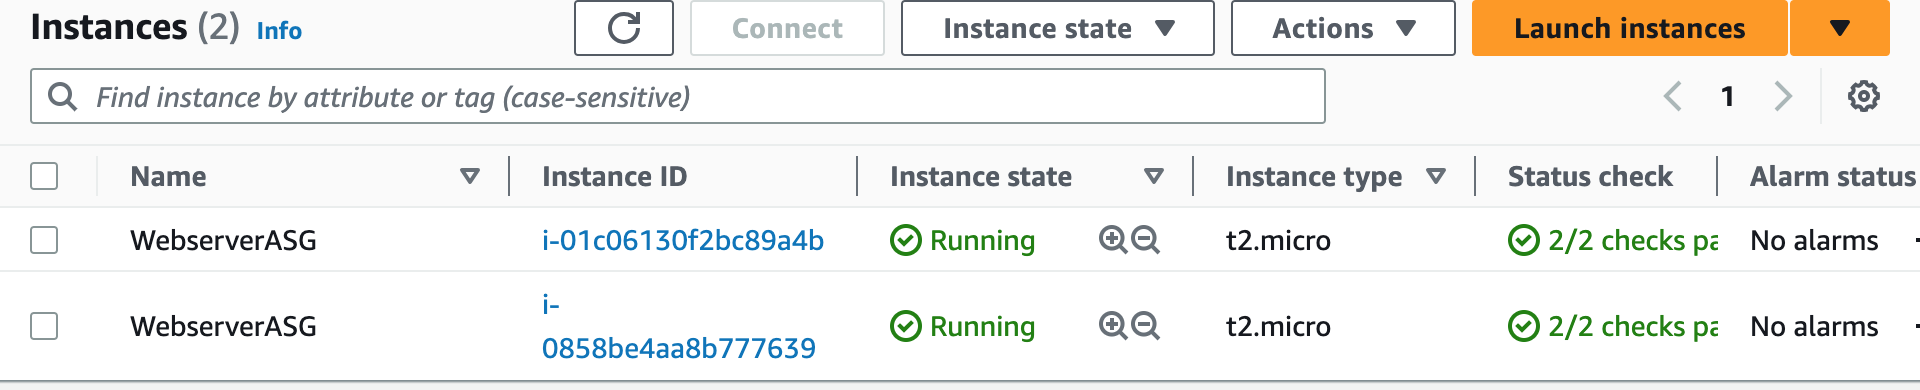 Instances (2) Info Connect Instance state Actions Launch instances
Find instance by attribute or tag (case-sensitive)
1
Name Instance ID Instance state Instance type Status check Alarm status
WebserverASG i-01c06130f2bc89a4b Running t2.micro 2/2 checks pa No alarms
WebserverASG i-
0858be4aa8b777639 Running t2.micro 2/2 checks pa No alarms